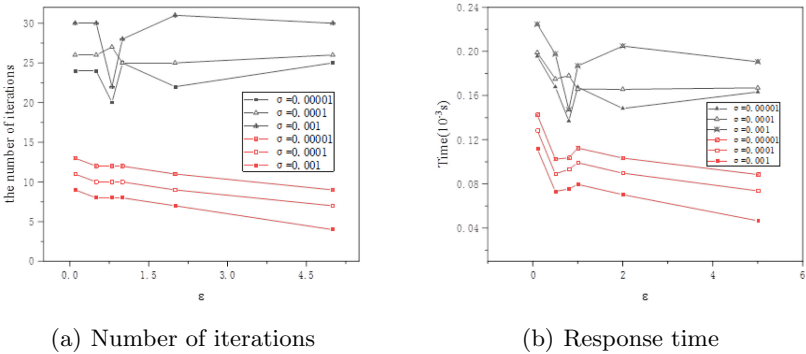 the number of iterations
30
25
20
15
10
5
0
σ=0.00001
σ=0.0001
σ=0.001
σ=0.00001
σ=0.0001
σ=0.001
0.0 1.5 3.0 4.5
ε
(a) Number of iterations
Time(10⁻³s)
0.24
0.20
0.16
0.12
0.08
0.04
σ=0.00001
σ=0.0001
σ=0.001
σ=0.00001
σ=0.0001
σ=0.001
0 2 4 6
ε
(b) Response time